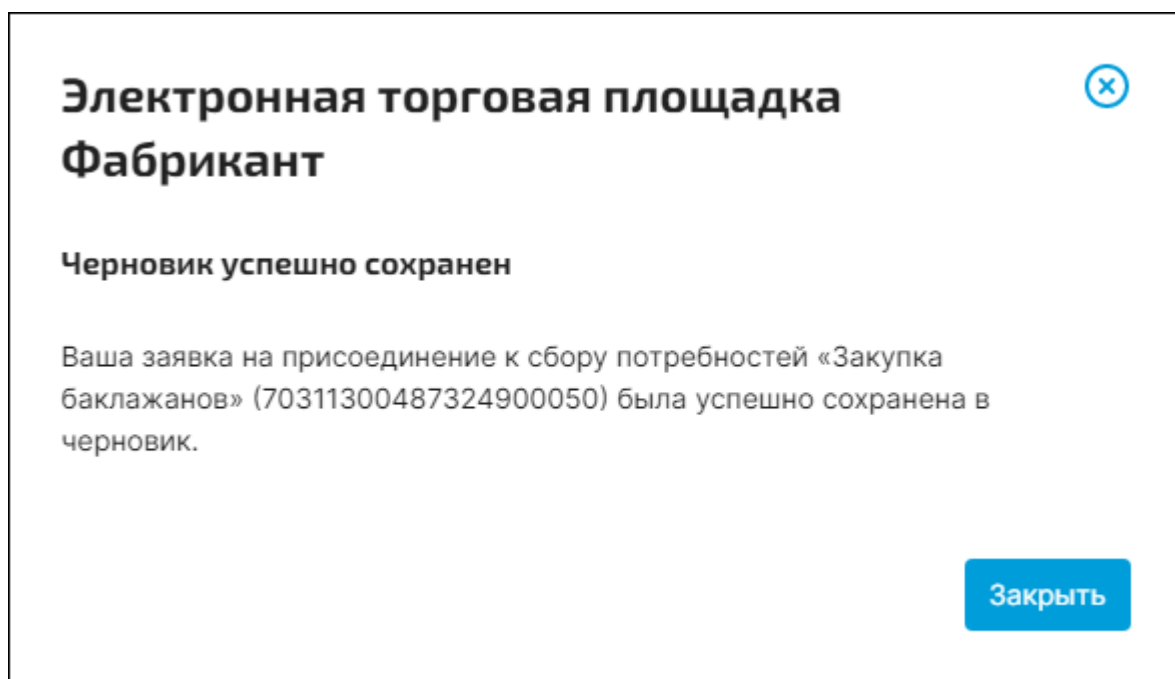 Электронная торговая площадка
Фабрикант
Черновик успешно сохранен
Ваша заявка на присоединение к сбору потребностей «Закупка
баклажанов» (70311300487324900050) была успешно сохранена в
черновик.
Закрыть